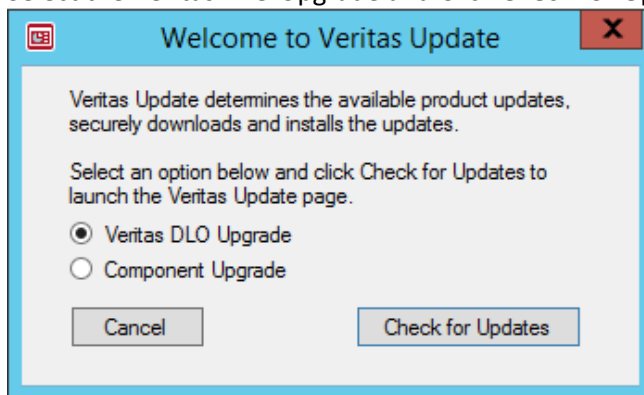 Welcome to Veritas Update
X
Veritas Update determines the available product updates,
securely downloads and installs the updates.
Select an option below and click Check for Updates to
launch the Veritas Update page.
Veritas DLO Upgrade
Component Upgrade
Cancel
Check for Updates